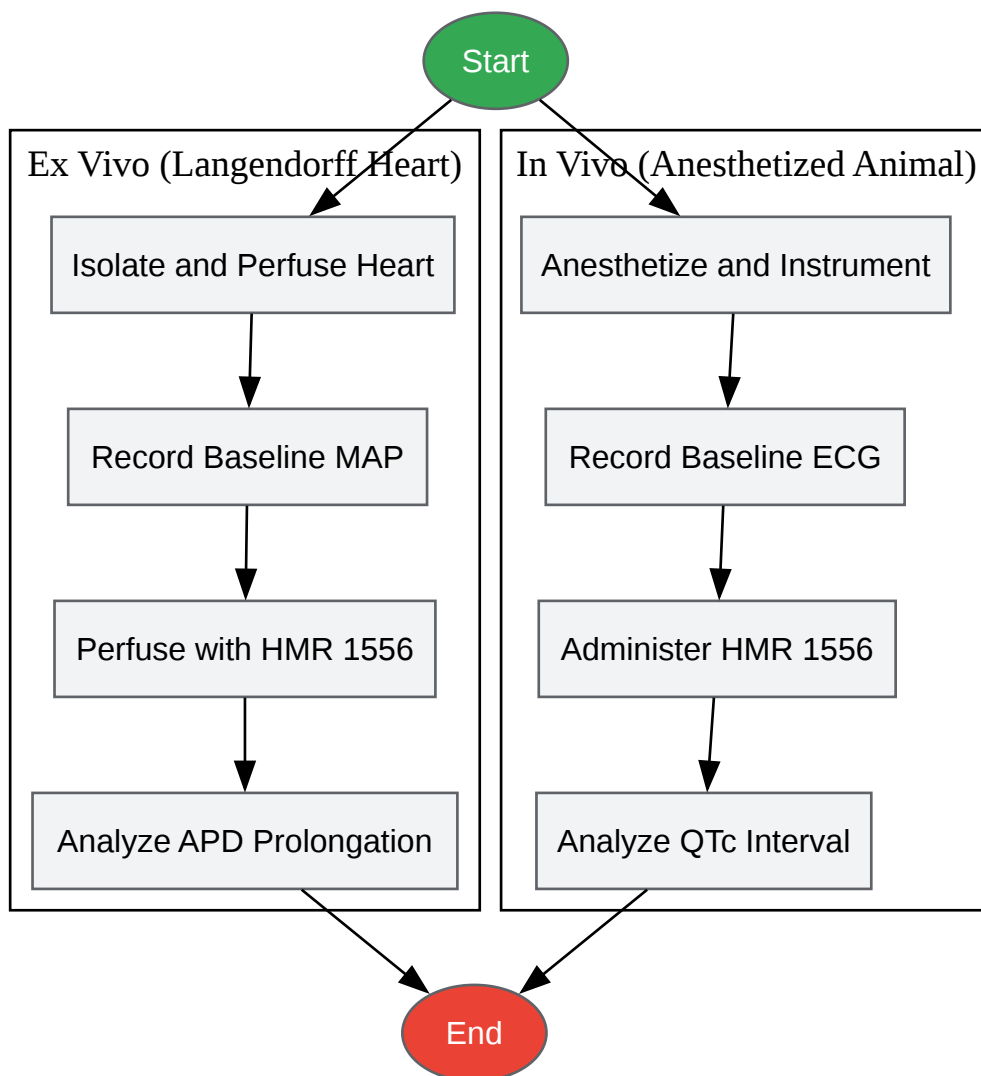 Start
Ex Vivo (Langendorff Heart)
Isolate and Perfuse Heart
Record Baseline MAP
Perfuse with HMR 1556
Analyze APD Prolongation
In Vivo (Anesthetized Animal)
Anesthetize and Instrument
Record Baseline ECG
Administer HMR 1556
Analyze QTc Interval
End